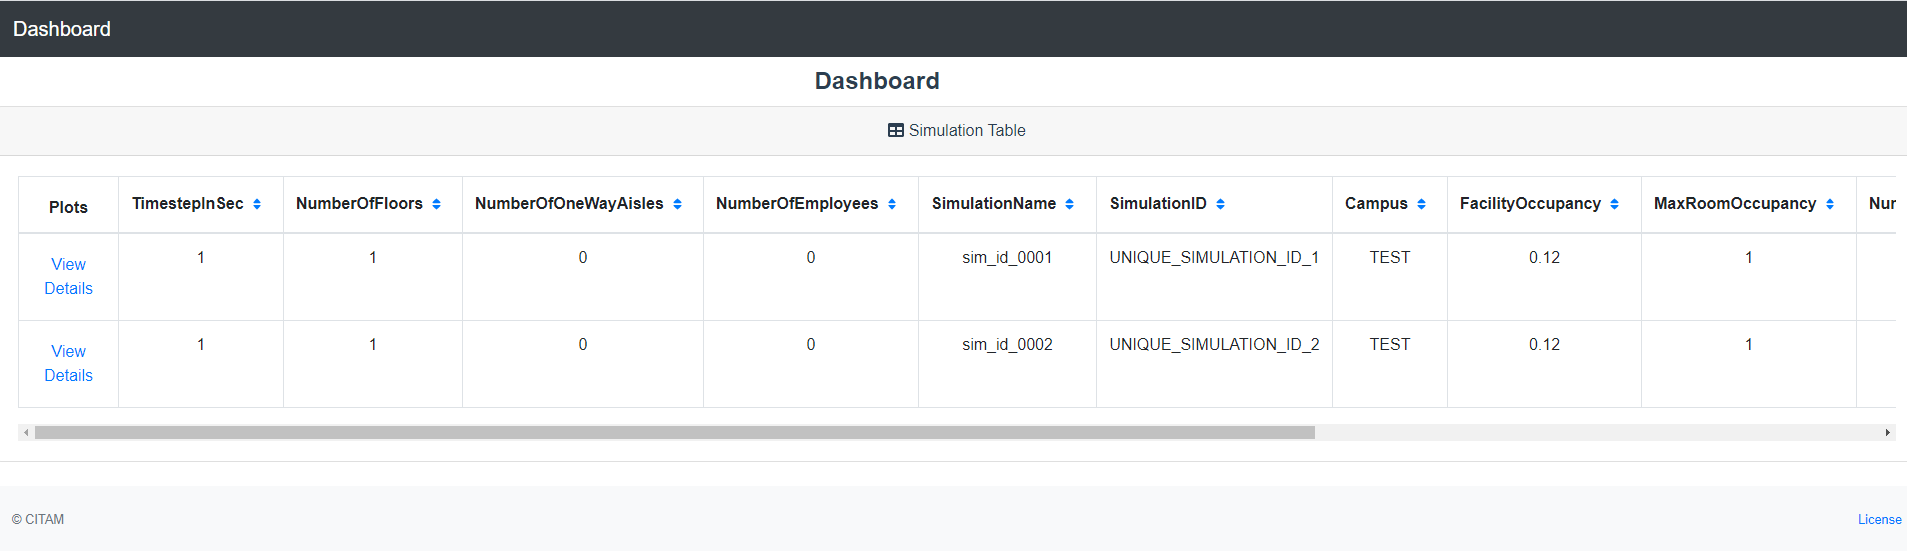 Dashboard
Dashboard
Simulation Table
Plots TimestepInSec NumberOfFloors NumberOfOneWayAisles NumberOfEmployees SimulationName SimulationID Campus FacilityOccupancy MaxRoomOccupancy Nur
View Details 1 1 0 0 sim_id_0001 UNIQUE_SIMULATION_ID_1 TEST 0.12 1
View Details 1 1 0 0 sim_id_0002 UNIQUE_SIMULATION_ID_2 TEST 0.12 1
© CITAM License